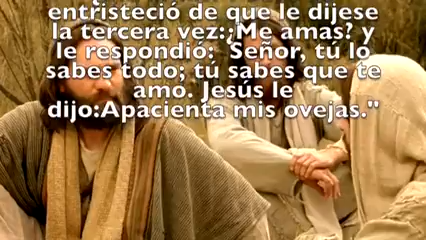 entristeció de que le dijese
la tercera vez:¿Me amas? y
le respondió:  Señor, tú lo
sabes todo; tú sabes que te
amo. Jesús le
dijo:Apacienta mis ovejas."